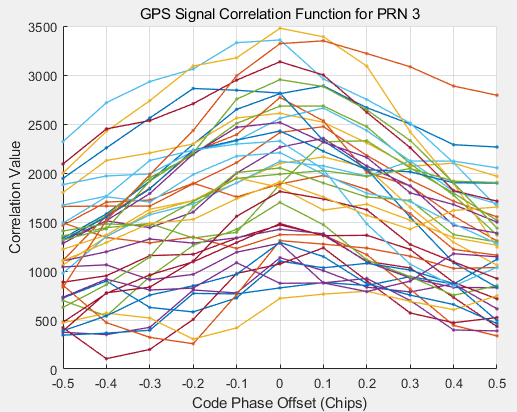 GPS Signal Correlation Function for PRN 3
3500
3000
2500
2000
1500
1000
500
0
Correlation Value
-0.5 -0.4 -0.3 -0.2 -0.1 0 0.1 0.2 0.3 0.4 0.5
Code Phase Offset (Chips)